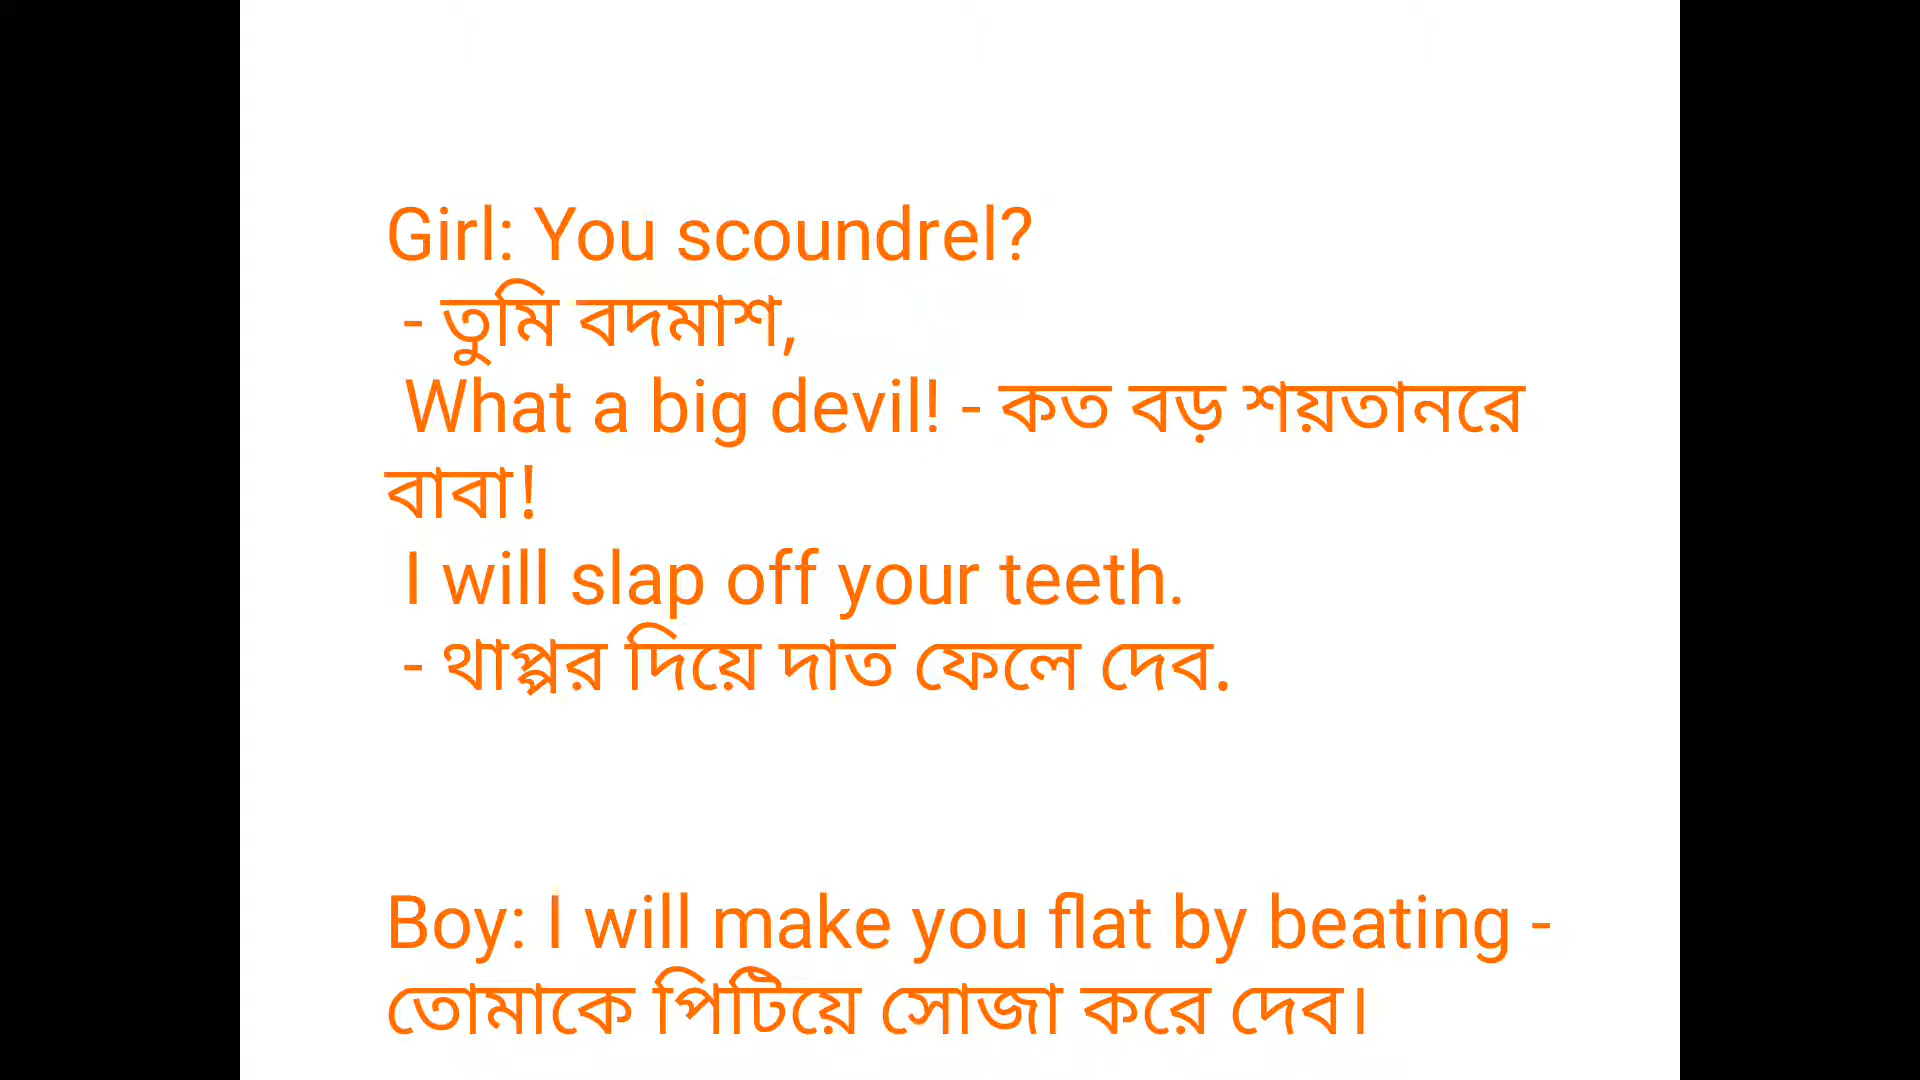 Girl: You scoundrel?
- তুমি বদমাশ,
What a big devil! - কত বড় শয়তানরে
বাবা!
I will slap off your teeth.
- থাপ্পর দিয়ে দাত ফেলে দেব.
Boy: I will make you flat by beating -
তোমাকে পিটিয়ে সোজা করে দেব।